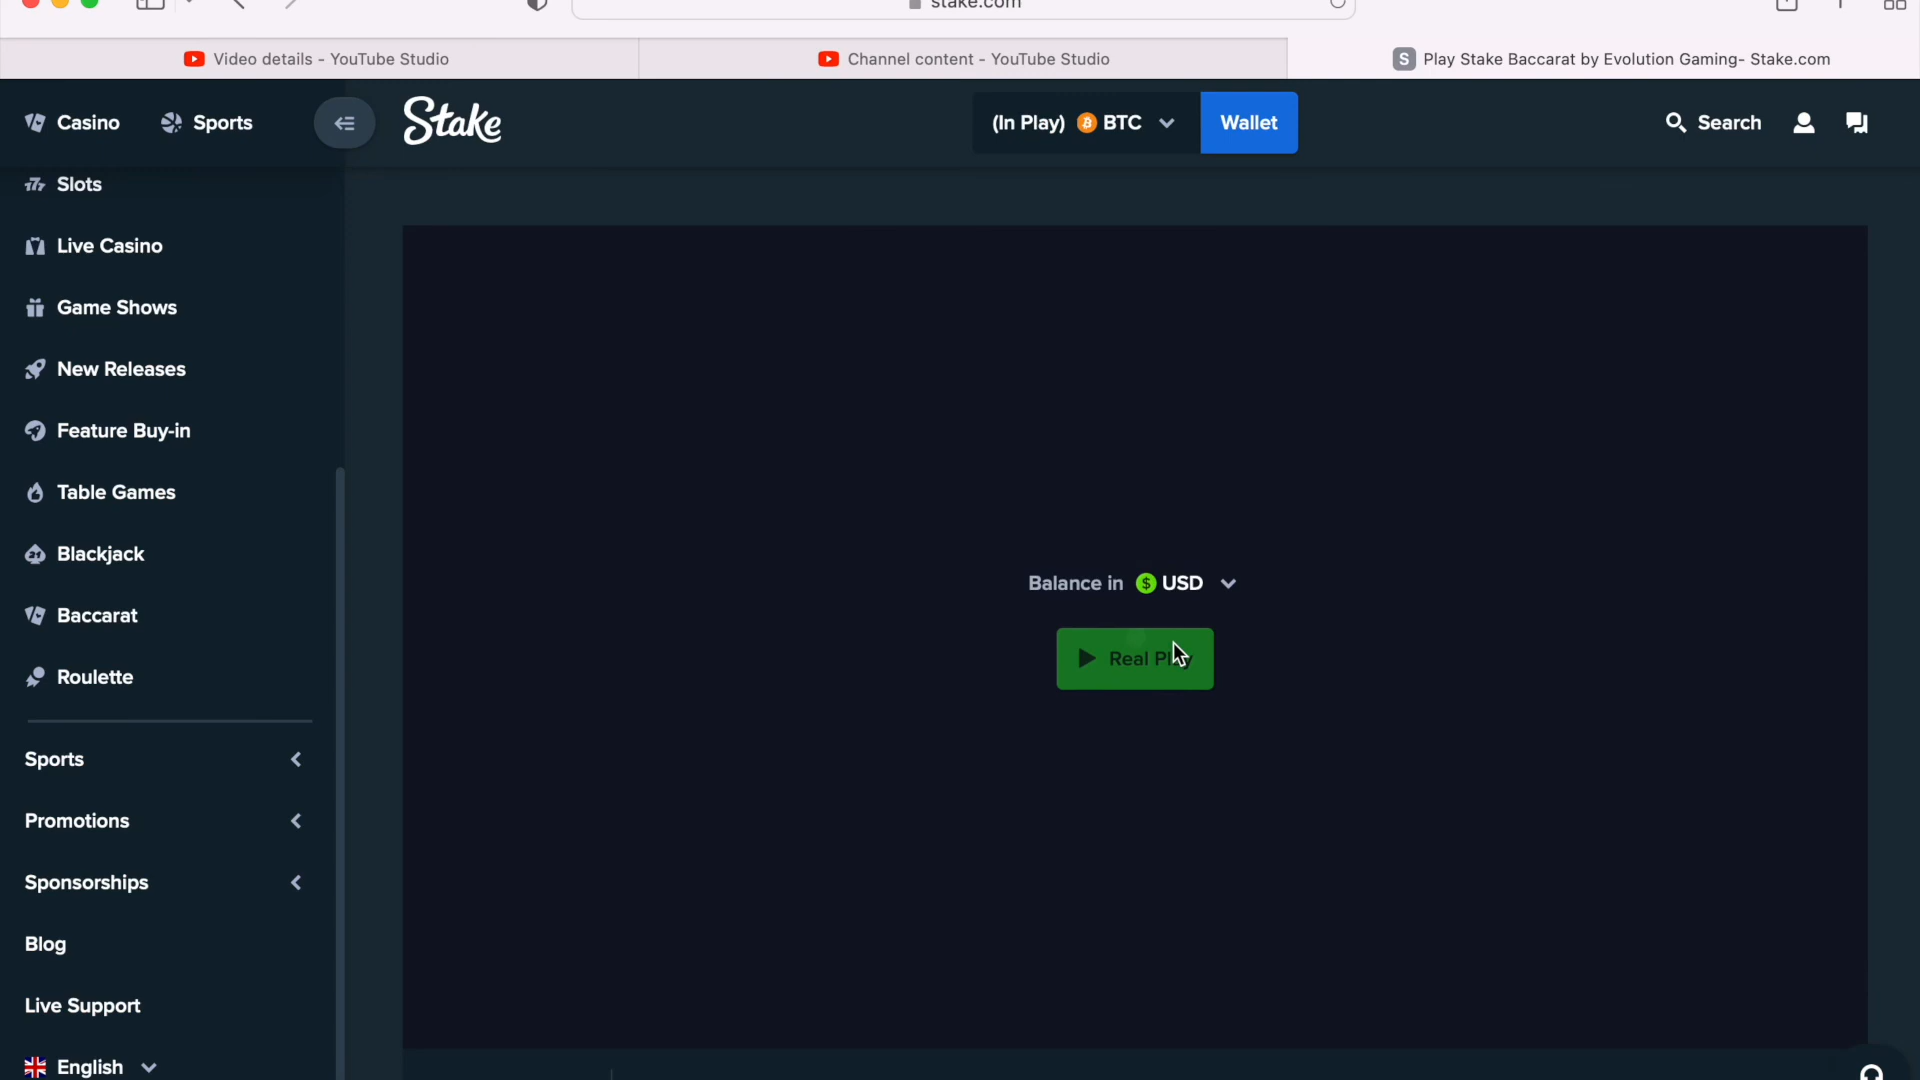 stake.com
Video details - YouTube Studio
Channel content - YouTube Studio
S Play Stake Baccarat by Evolution Gaming- Stake.com
Casino
Sports
Stake
(In Play) BTC
Wallet
Search
Slots
Live Casino
Game Shows
New Releases
Feature Buy-in
Table Games
Blackjack
Baccarat
Roulette
Balance in $ USD
Real Play
Sports
Promotions
Sponsorships
Blog
Live Support
English